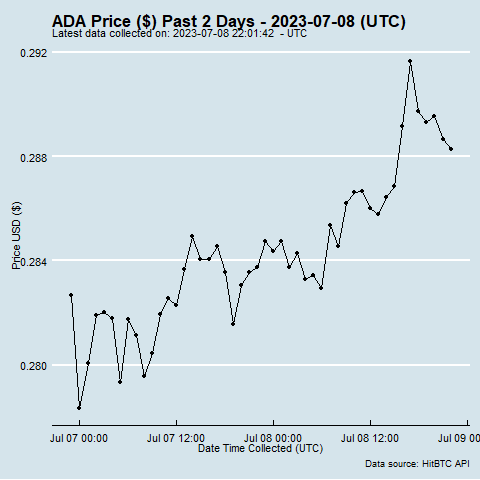 ADA Price ($) Past 2 Days - 2023-07-08 (UTC)
Latest data collected on: 2023-07-08 22:01:42  - UTC
0.292
0.288
Price USD ($)
0.284
0.280
Jul 07 00:00
Jul 07 12:00
Jul 08 00:00
Jul 08 12:00
Jul 09 00
Date Time Collected (UTC)
Data source: HitBTC API